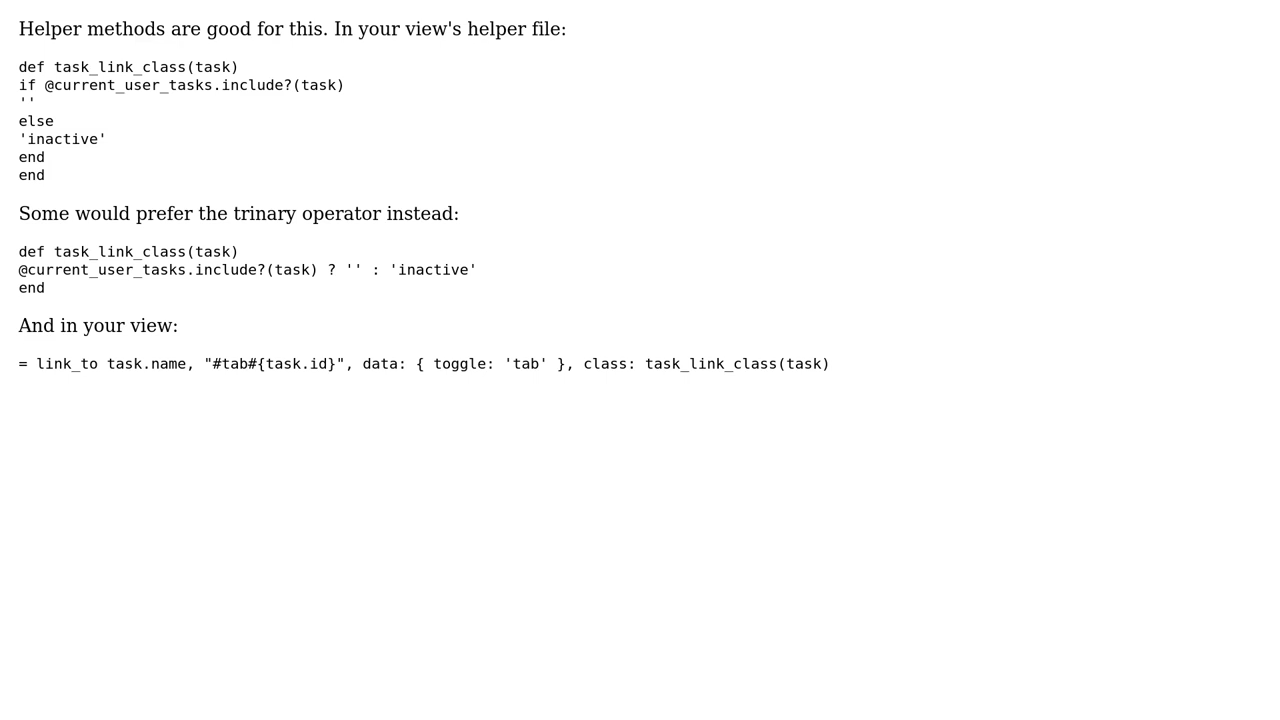 Helper methods are good for this. In your view's helper file:
def task_link_class(task)
if @current_user_tasks.include?(task)
''
else
'inactive'
end
end
Some would prefer the trinary operator instead:
def task_link_class(task)
@current_user_tasks.include?(task) ? '' : 'inactive'
end
And in your view:
= link_to task.name, "#tab#{task.id}", data: { toggle: 'tab' }, class: task_link_class(task)